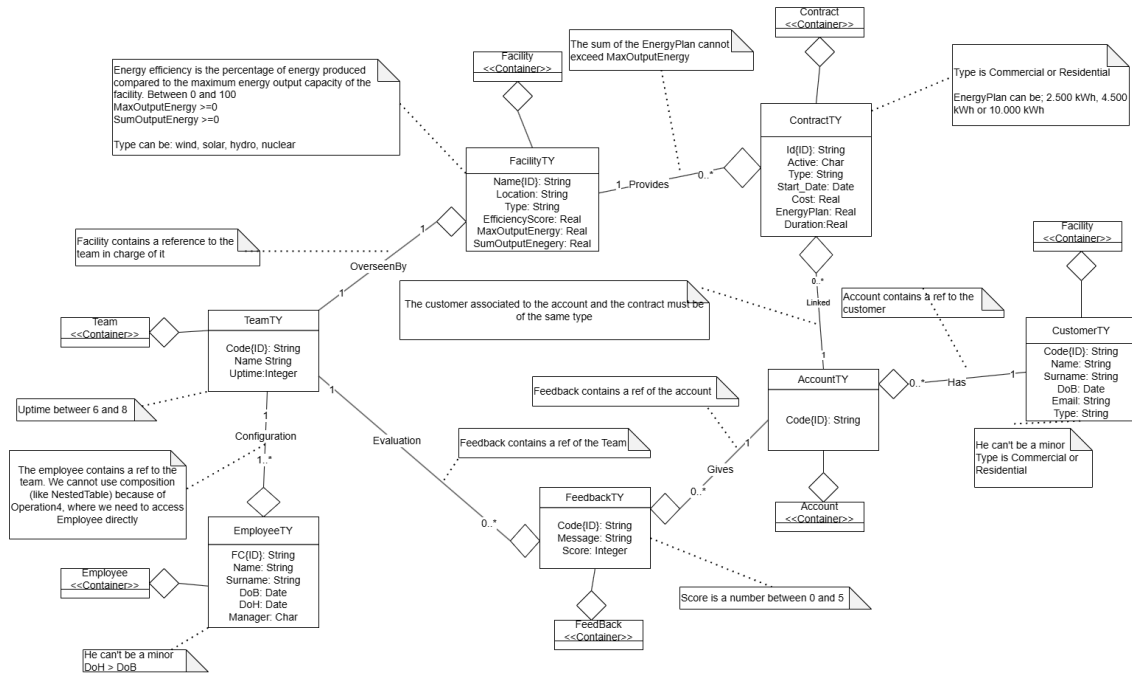 Contract
<<Container>>
Facility
<<Container>>
The sum of the EnergyPlan cannot
exceed MaxOutputEnergy
Energy efficiency is the percentage of energy produced
compared to the maximum energy output capacity of the
facility. Between 0 and 100
MaxOutputEnergy >=0
SumOutputEnergy >=0
Type can be: wind, solar, hydro, nuclear
Type is Commercial or Residential
EnergyPlan can be; 2.500 kWh, 4.500
kWh or 10.000 kWh
ContractTY
Id{ID}: String
Active: Char
Type: String
Start_Date: Date
Cost: Real
EnergyPlan: Real
Duration:Real
FacilityTY
Name{ID}: String
Location: String
Type: String
EfficiencyScore: Real
MaxOutputEnergy: Real
SumOutputEnegery: Real
1
Provides
0..*
Facility contains a reference to the
team in charge of it
1
OverseenBy
1
Facility
<<Container>>
The customer associated to the account and the contract must be
of the same type
0..*
Linked
1
Account contains a ref to the
customer
Team
<<Container>>
TeamTY
Code{ID}: String
Name String
Uptime:Integer
CustomerTY
Code{ID}: String
Name: String
Surname: String
DoB: Date
Email: String
Type: String
AccountTY
Code{ID}: String
0..*
Has
1
Feedback contains a ref of the account
Uptime betweer 6 and 8
1
Configuration
1..*
1
Evaluation
0..*
Feedback contains a ref of the Team
1
Gives
0..*
He can't be a minor
Type is Commercial or
Residential
The employee contains a ref to the
team. We cannot use composition
(like NestedTable) because of
Operation4, where we need to access
Employee directly
Account
<<Container>>
FeedbackTY
Code{ID}: String
Message: String
Score: Integer
EmployeeTY
FC{ID}: String
Name: String
Surname: String
DoB: Date
DoH: Date
Manager: Char
Employee
<<Container>>
Score is a number between 0 and 5
FeedBack
<<Container>>
He can't be a minor
DoH > DoB